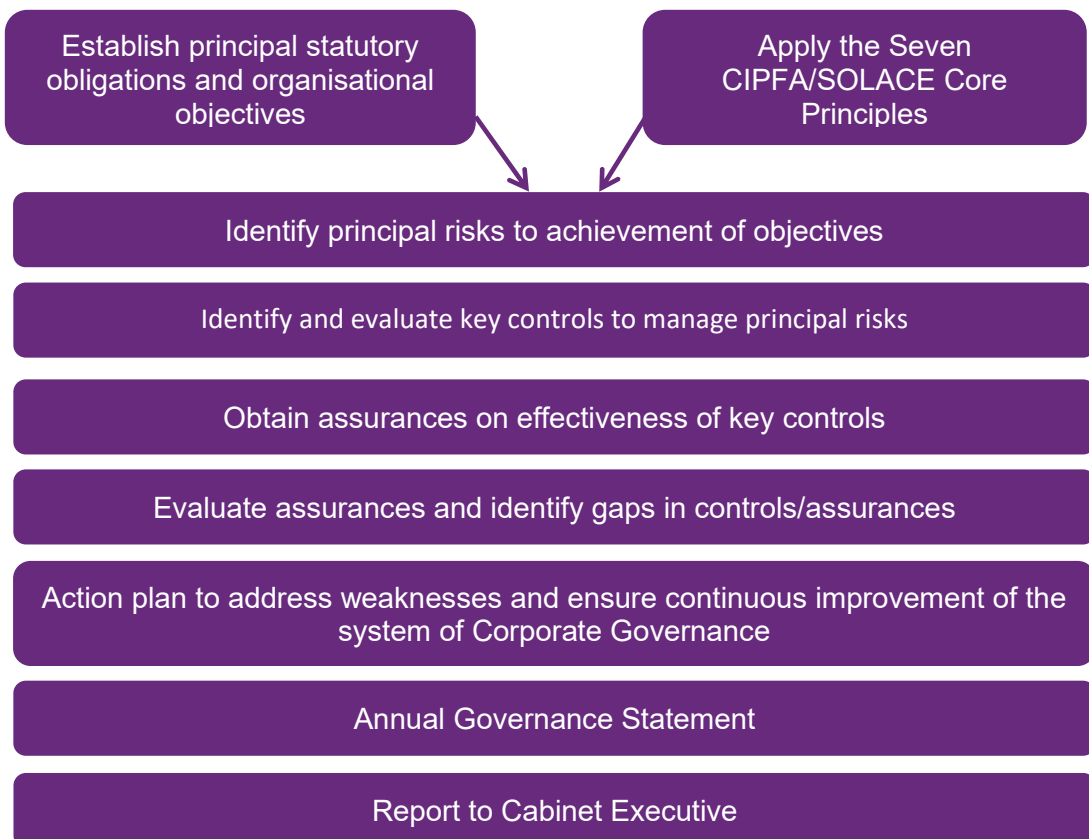 Establish principal statutory
obligations and organisational
objectives
Apply the Seven
CIPFA/SOLACE Core
Principles
Identify principal risks to achievement of objectives
Identify and evaluate key controls to manage principal risks
Obtain assurances on effectiveness of key controls
Evaluate assurances and identify gaps in controls/assurances
Action plan to address weaknesses and ensure continuous improvement of the
system of Corporate Governance
Annual Governance Statement
Report to Cabinet Executive